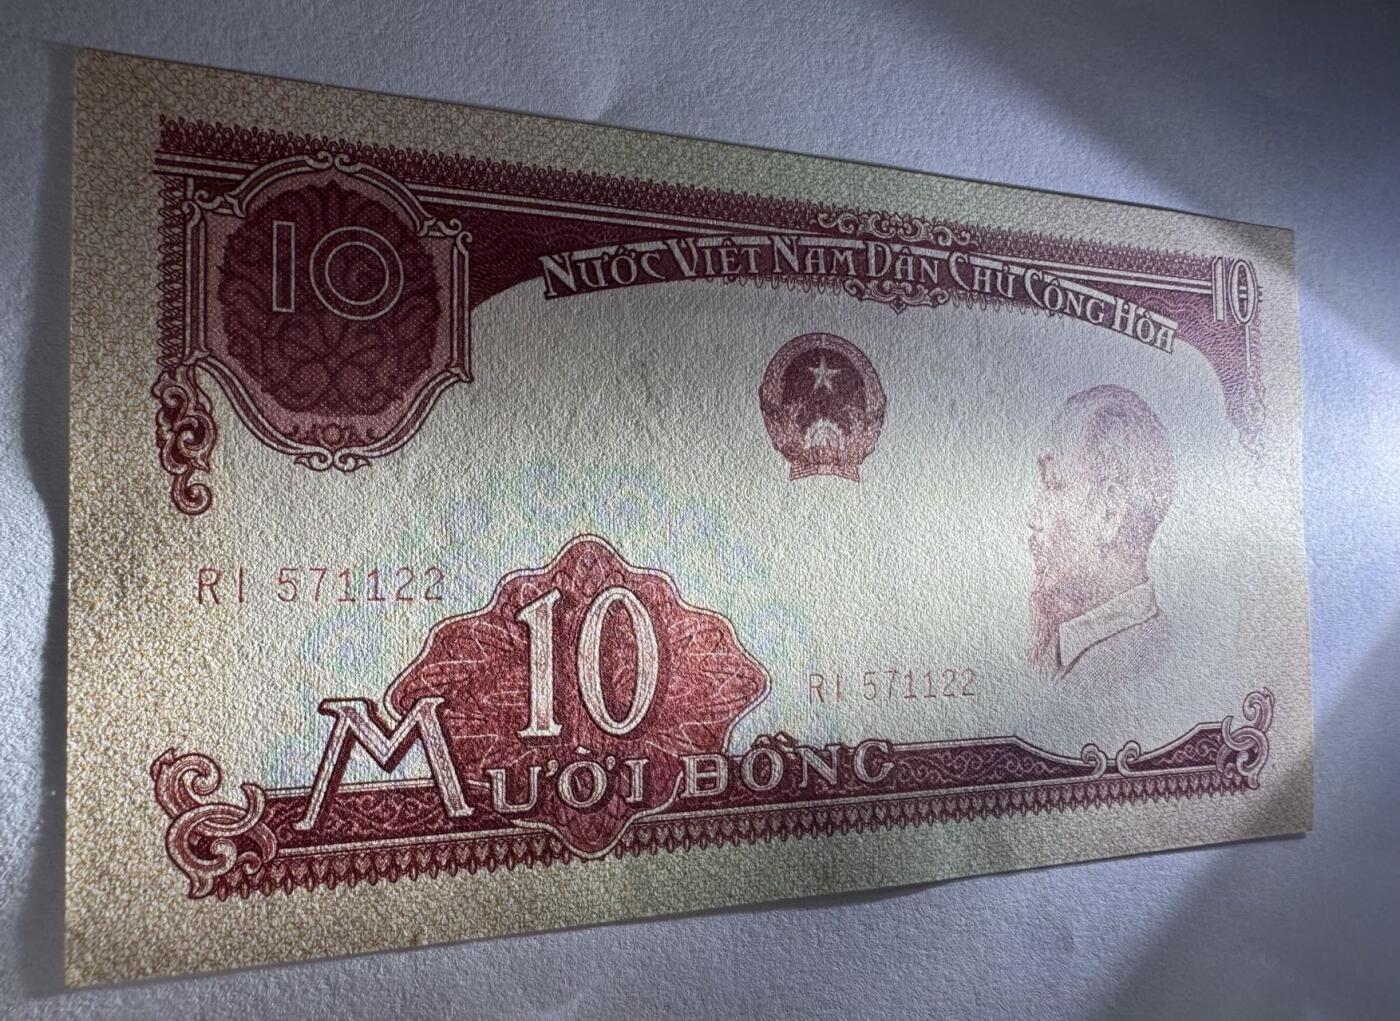 10
NƯỚC VIỆT NAM DÂN CHỦ CỘNG HÒA
10
RI 571122
10
RI 571122
MƯỜI ĐỒNG